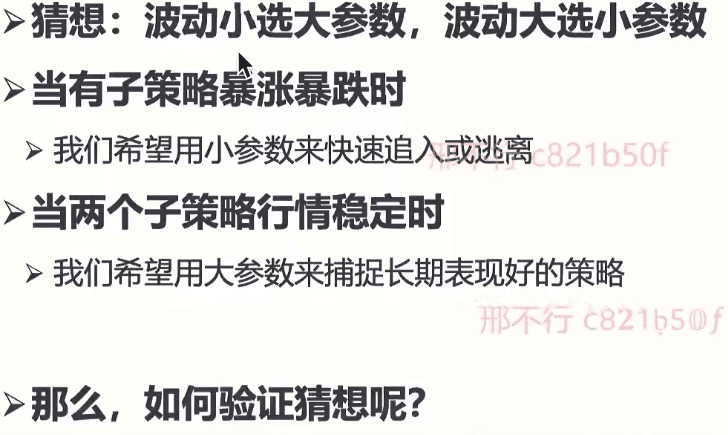 ➢猜想：波动小选大参数，波动大选小参数
➢当有子策略暴涨暴跌时
➢我们希望用小参数来快速追入或逃离
邢不行 c821b50f
➢当两个子策略行情稳定时
➢我们希望用大参数来捕捉长期表现好的策略
邢不行 c821b50f
➢那么，如何验证猜想呢？